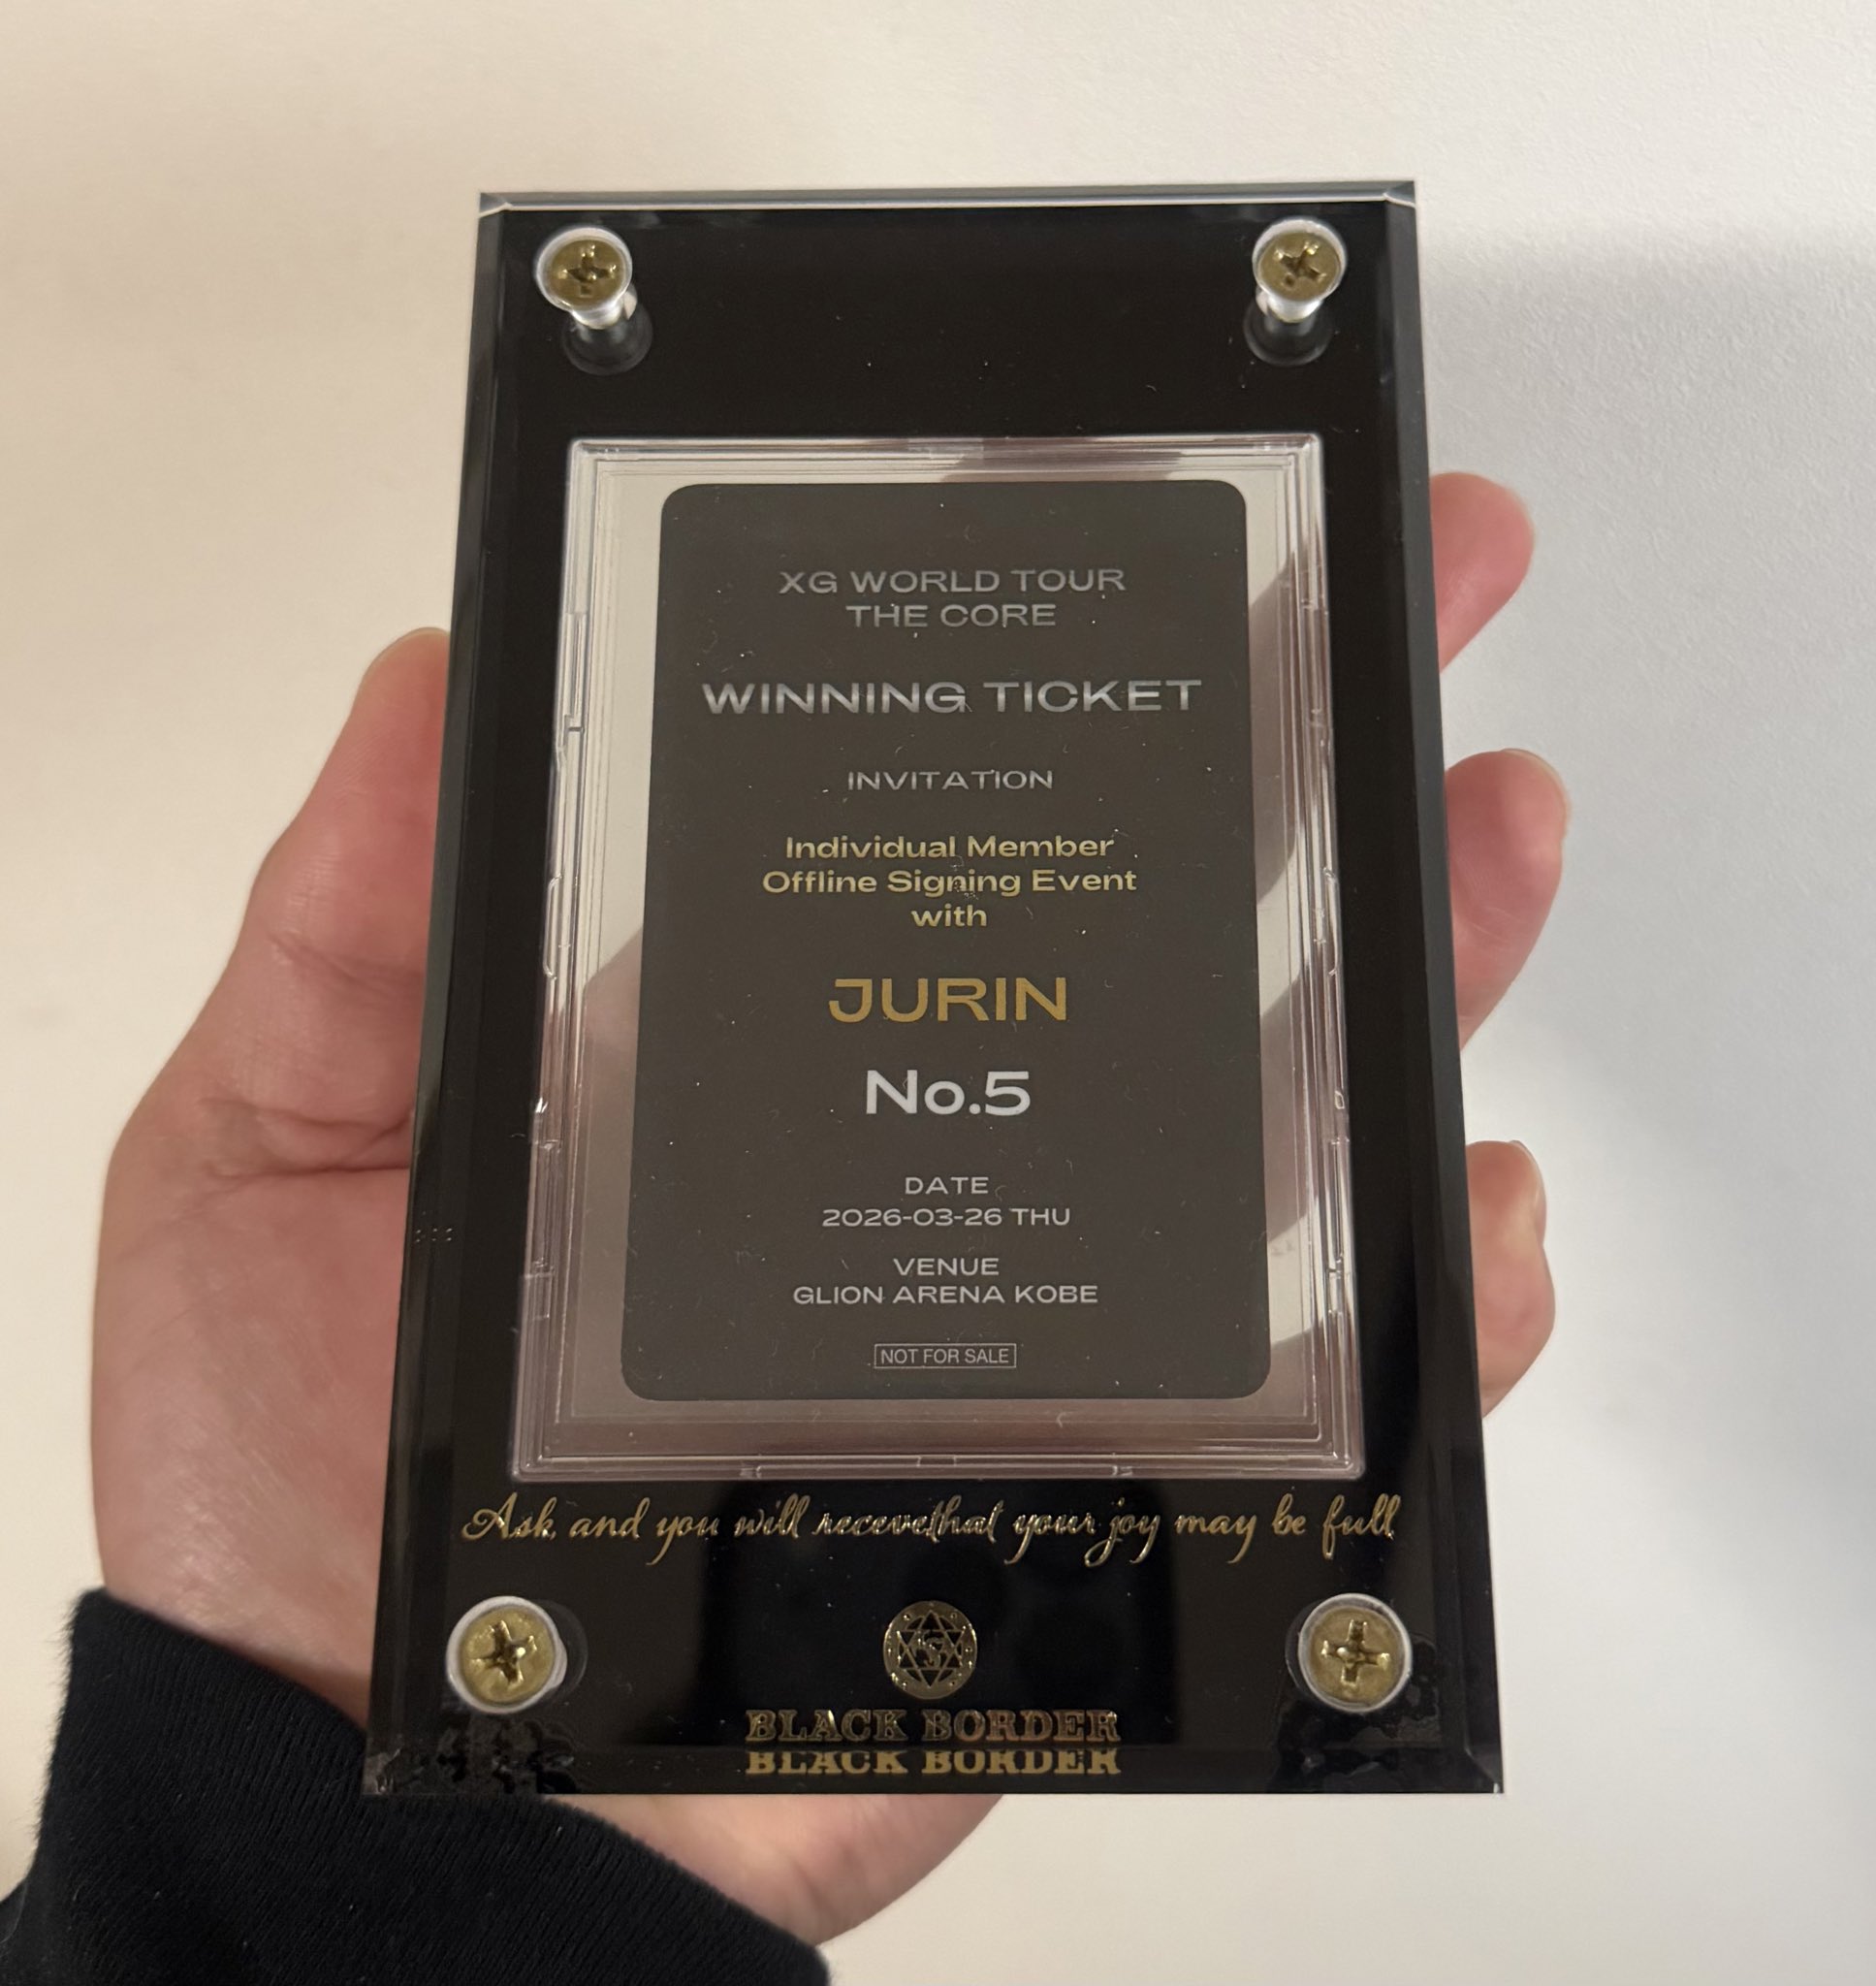 XG WORLD TOUR
THE CORE
WINNING TICKET
INVITATION
Individual Member
Offline Signing Event
with
JURIN
No.5
DATE
2026-03-26 THU
VENUE
GLION ARENA KOBE
NOT FOR SALE
Ask and you will recevethat your joy may be full
BLACK BORDER